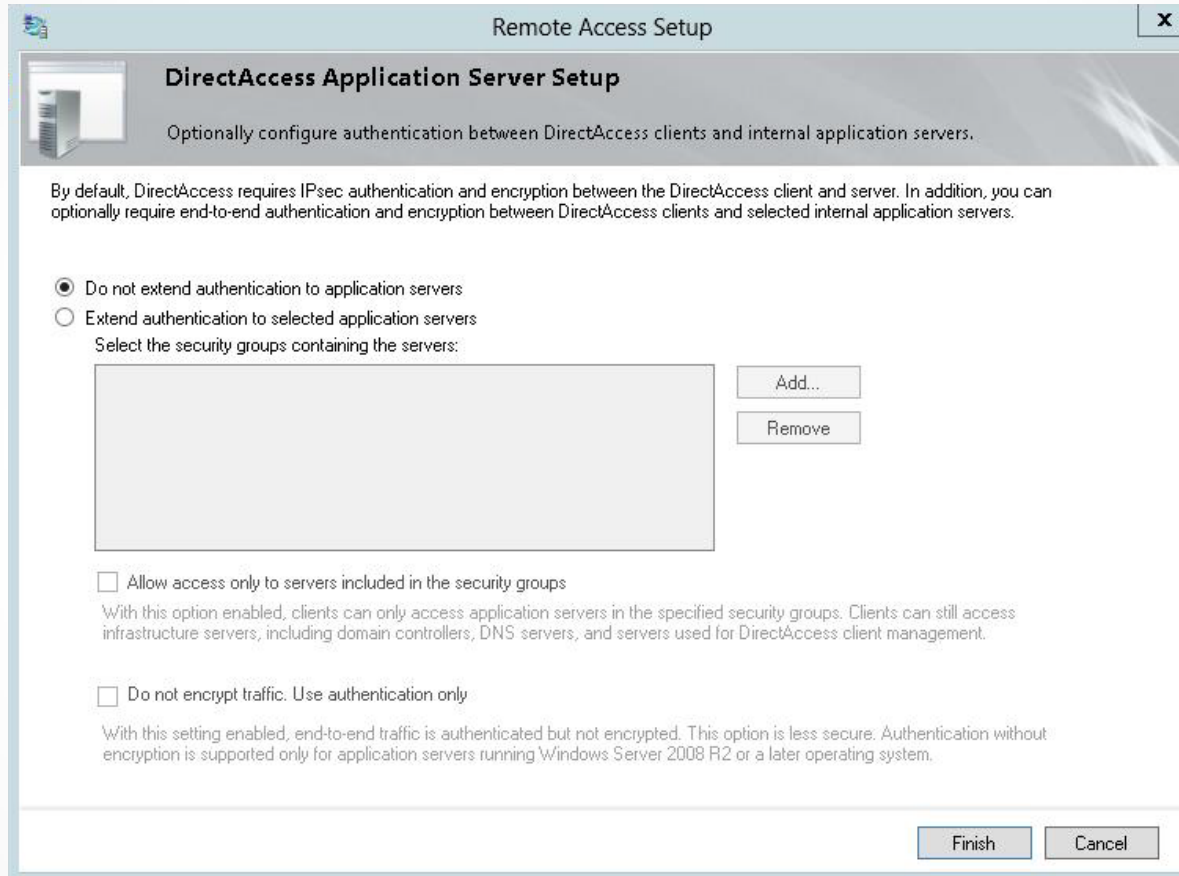 Remote Access Setup
x
DirectAccess Application Server Setup
Optionally configure authentication between DirectAccess clients and internal application servers.
By default, DirectAccess requires IPsec authentication and encryption between the DirectAccess client and server. In addition, you can
optionally require end-to-end authentication and encryption between DirectAccess clients and selected internal application servers.
Do not extend authentication to application servers
Extend authentication to selected application servers
Select the security groups containing the servers:
Add...
Remove
Allow access only to servers included in the security groups
With this option enabled, clients can only access application servers in the specified security groups. Clients can still access
infrastructure servers, including domain controllers, DNS servers, and servers used for DirectAccess client management.
Do not encrypt traffic. Use authentication only
With this setting enabled, end-to-end traffic is authenticated but not encrypted. This option is less secure. Authentication without
encryption is supported only for application servers running Windows Server 2008 R2 or a later operating system.
Finish
Cancel